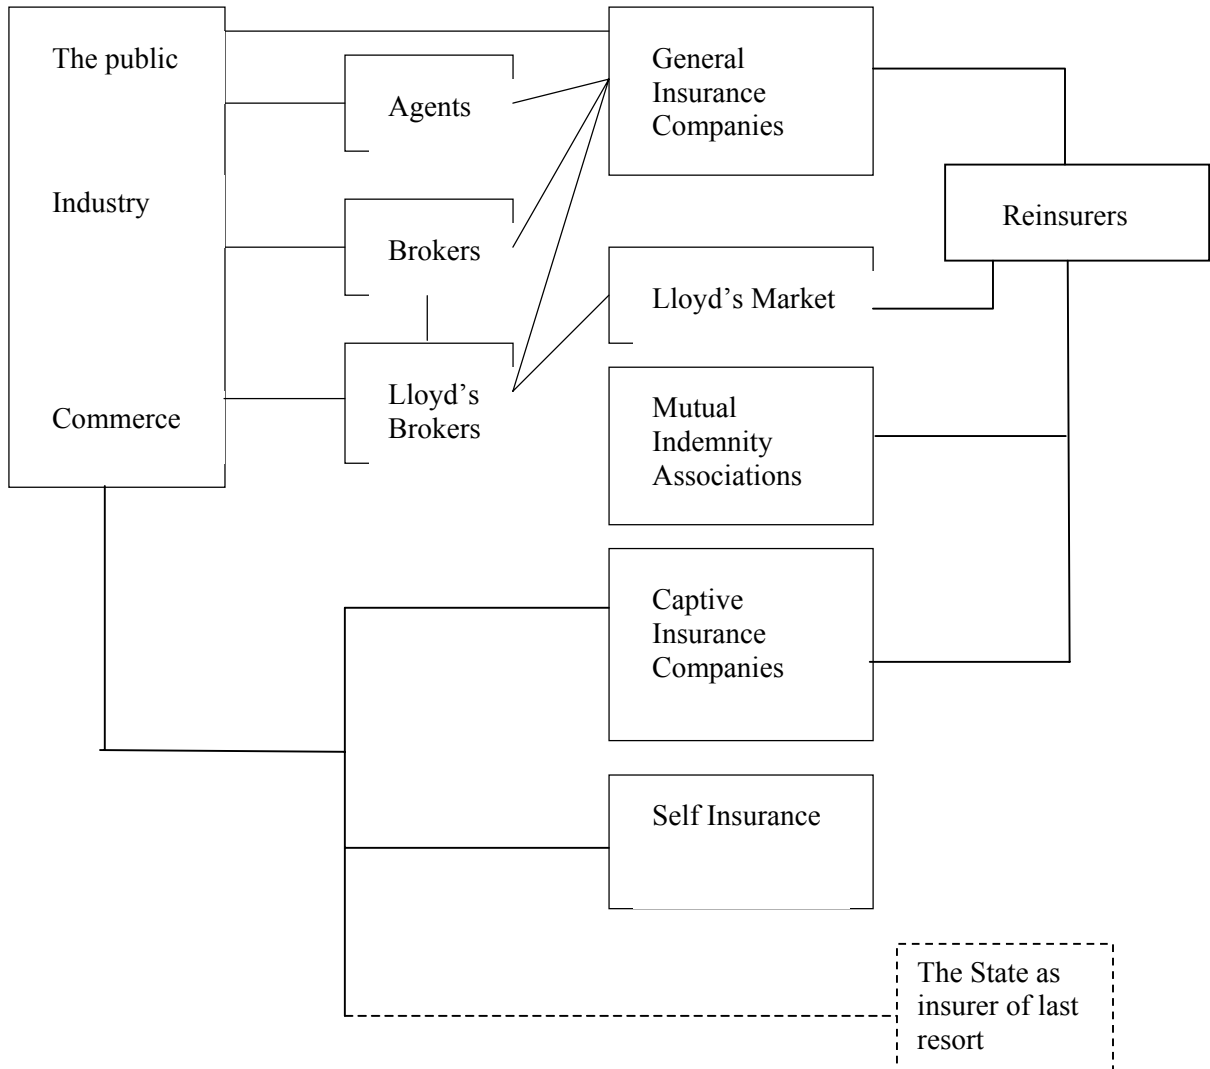 The public
Industry
Commerce
Agents
Brokers
Lloyd’s
Brokers
General
Insurance
Companies
Lloyd’s Market
Mutual
Indemnity
Associations
Captive
Insurance
Companies
Self Insurance
Reinsurers
The State as
insurer of last
resort